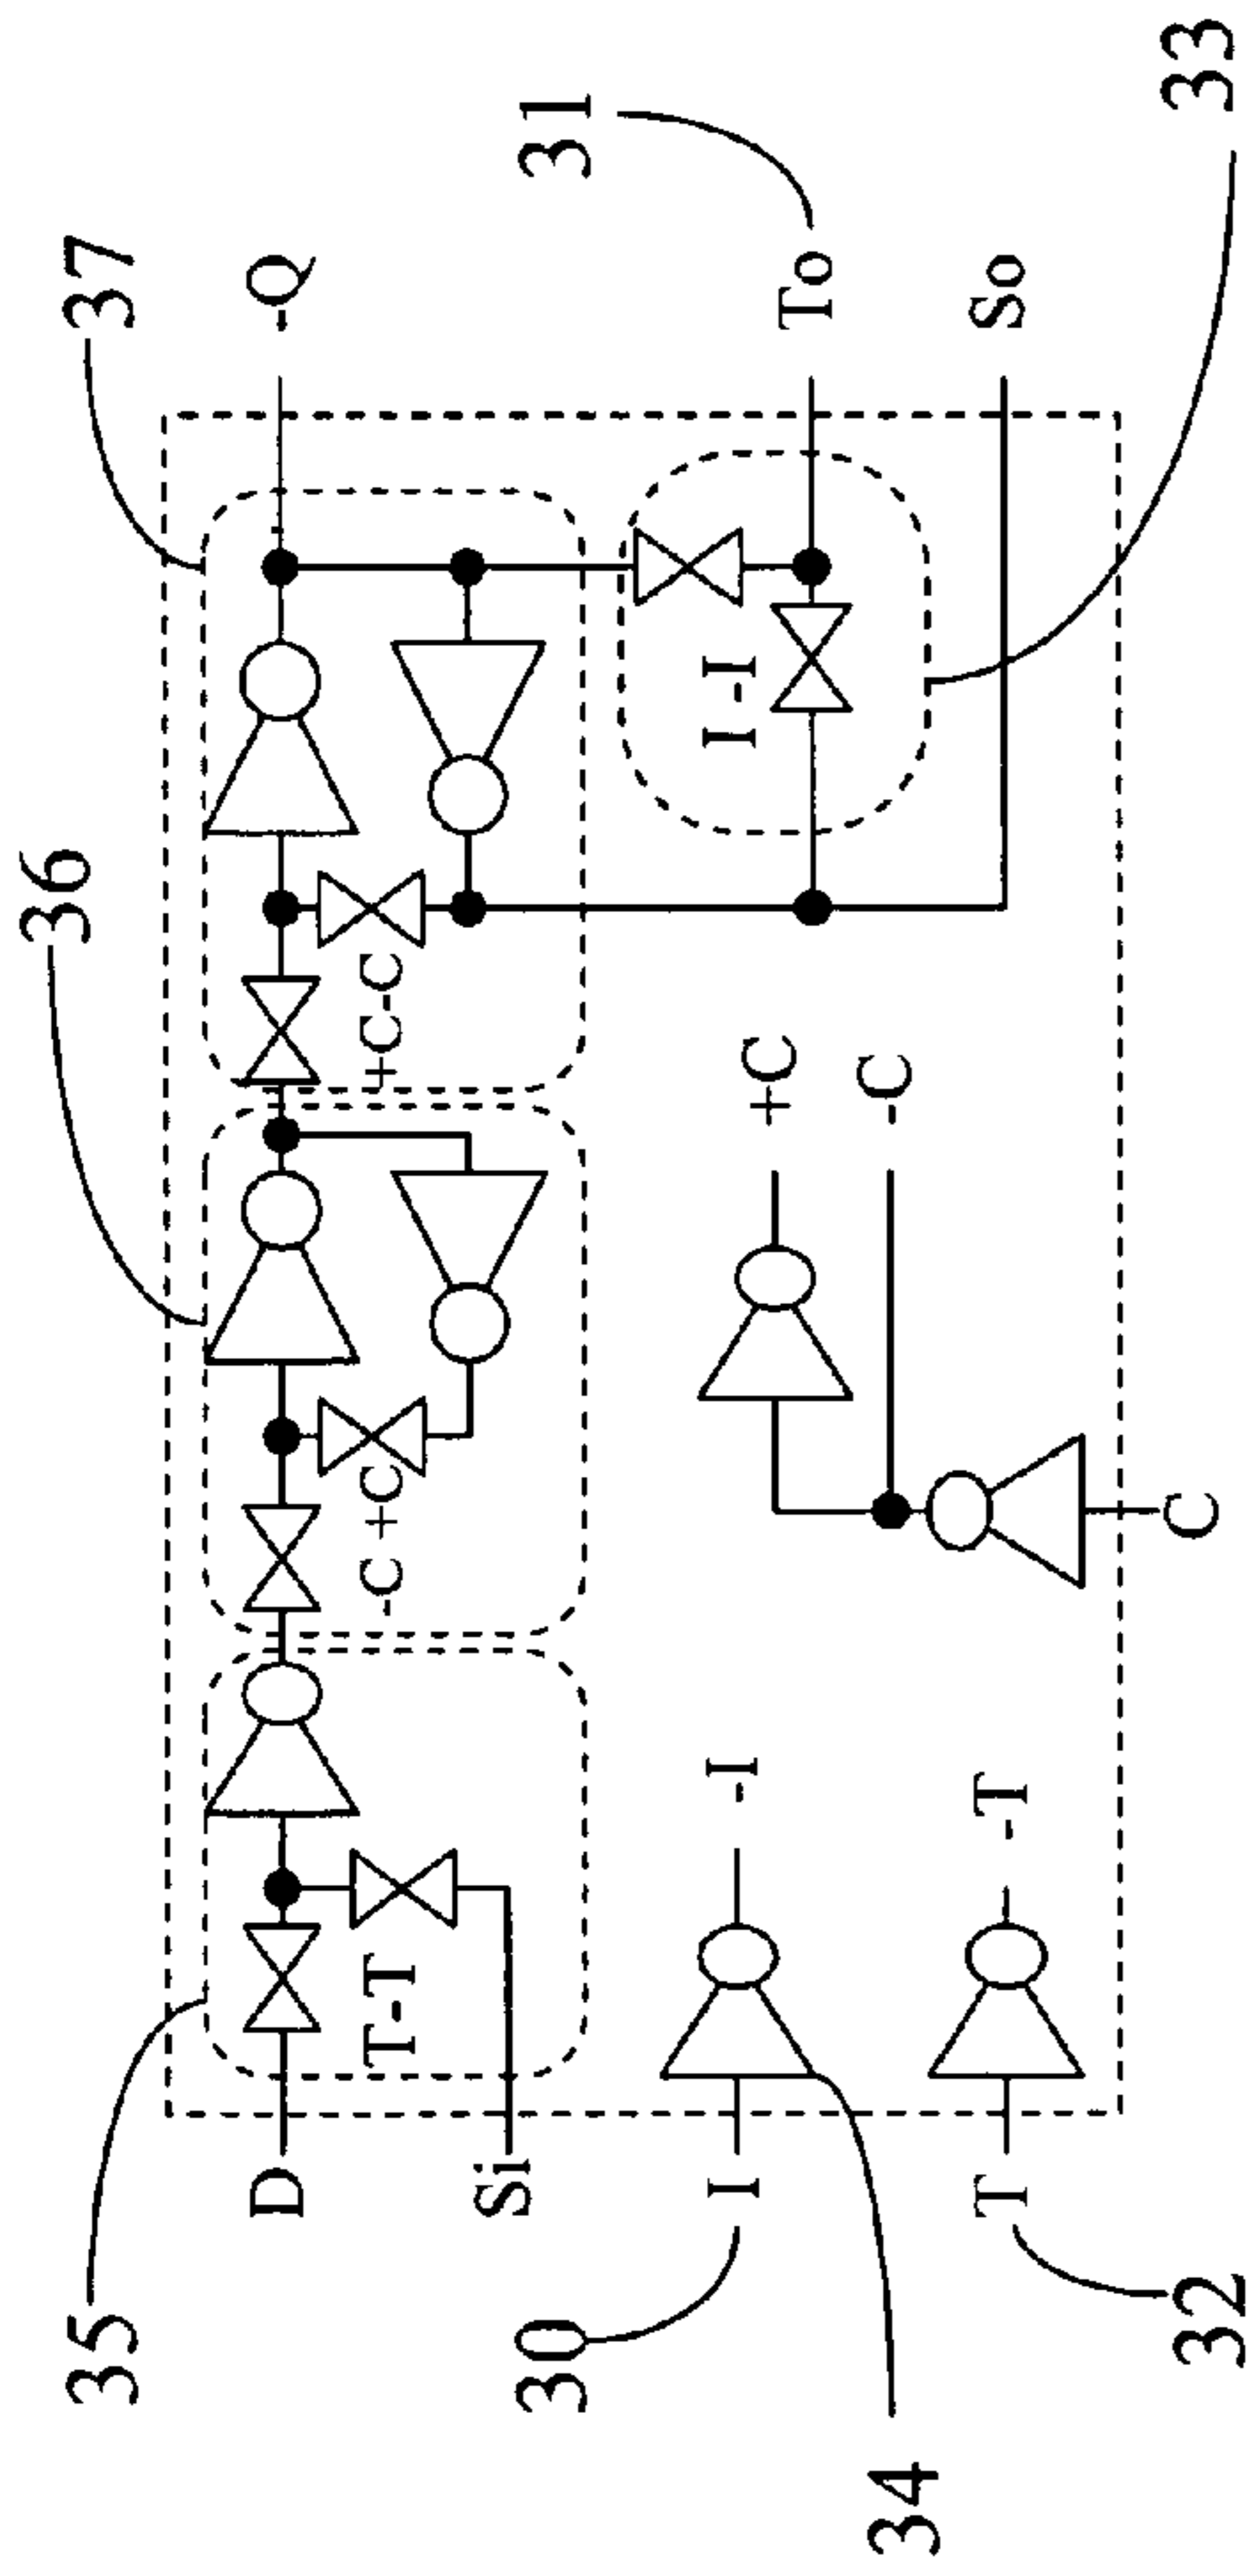 36
37
35
31
33
30
34
32
D
Si
I
T
C
T -T
-C +C
+C-C
I -I
-I
-T
+C
-C
-Q
To
So